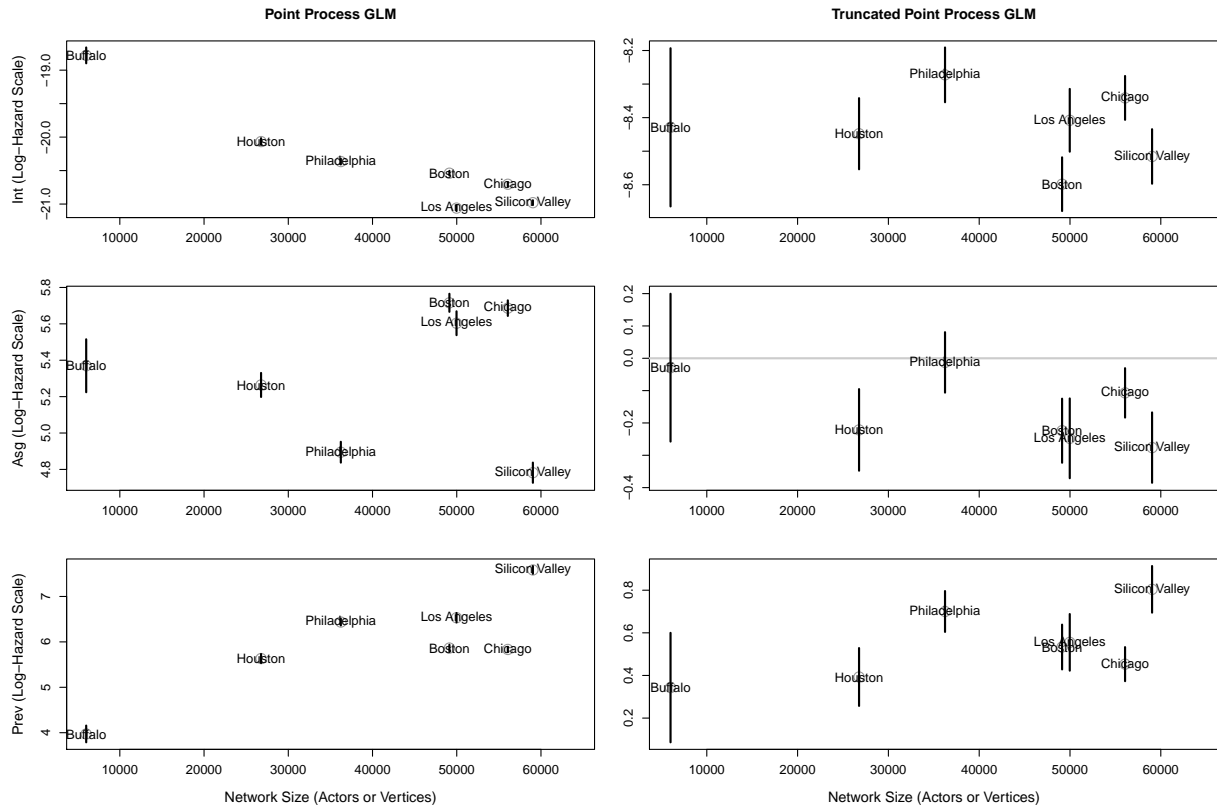 Point Process GLM
Truncated Point Process GLM
Int (Log−Hazard Scale)
−19.0
−20.0
−21.0
Buffalo
Houston
Philadelphia
Boston
Chicago
Los Angeles
Silicon Valley
10000 20000 30000 40000 50000 60000
−8.2
−8.4
−8.6
Philadelphia
Chicago
Buffalo
Los Angeles
Houston
Silicon Valley
Boston
10000 20000 30000 40000 50000 60000
Asg (Log−Hazard Scale)
5.8
5.6
5.4
5.2
5.0
4.8
Boston
Chicago
Los Angeles
Buffalo
Houston
Philadelphia
Silicon Valley
10000 20000 30000 40000 50000 60000
0.2
0.1
0.0
−0.2
−0.4
Philadelphia
Buffalo
Chicago
Houston
Boston
Los Angeles
Silicon Valley
10000 20000 30000 40000 50000 60000
Prev (Log−Hazard Scale)
7
6
5
4
Silicon Valley
Los Angeles
Philadelphia
Boston
Chicago
Houston
Buffalo
10000 20000 30000 40000 50000 60000
Network Size (Actors or Vertices)
0.8
0.6
0.4
0.2
Silicon Valley
Philadelphia
Los Angeles
Boston
Chicago
Houston
Buffalo
10000 20000 30000 40000 50000 60000
Network Size (Actors or Vertices)